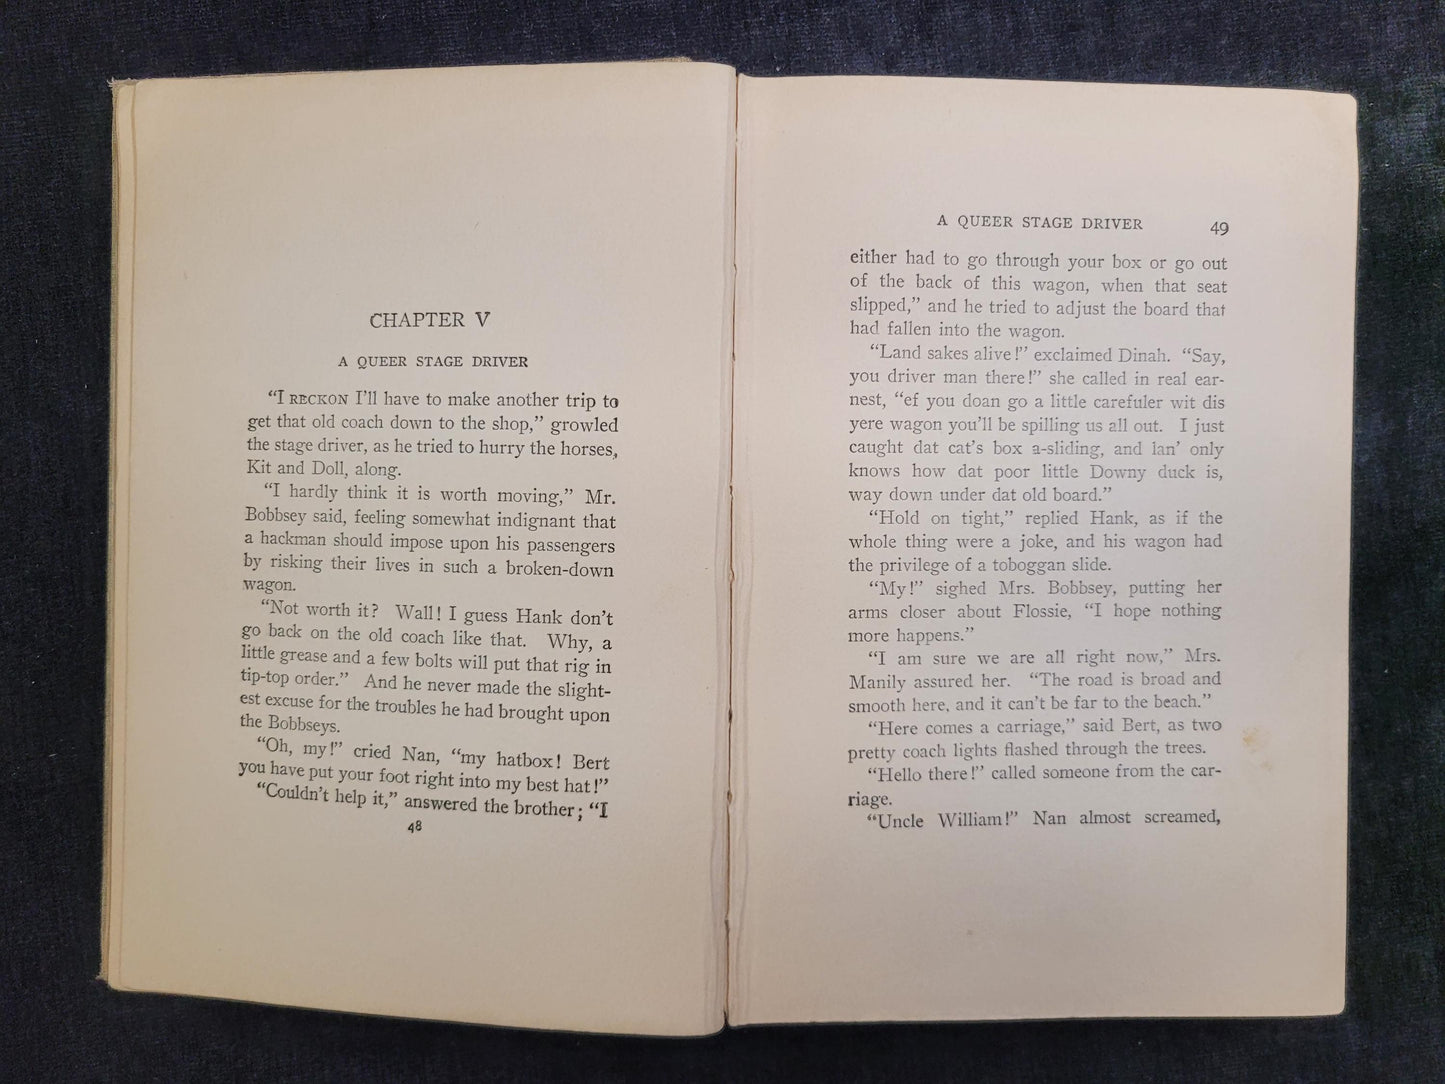 CHAPTER V
A QUEER STAGE DRIVER
"I RECKON I'll have to make another trip to
get that old coach down to the shop," growled
the stage driver, as he tried to hurry the horses,
Kit and Doll, along.
"I hardly think it is worth moving," Mr.
Bobbsey said, feeling somewhat indignant that
a hackman should impose upon his passengers
by risking their lives in such a broken-down
wagon.
"Not worth it? Wall! I guess Hank don't
go back on the old coach like that. Why, a
little grease and a few bolts will put that rig in
tip-top order." And he never made the slight-
est excuse for the troubles he had brought upon
the Bobbseys.
"Oh, my!" cried Nan, "my hatbox! Bert
you have put your foot right into my best hat!"
"Couldn't help it," answered the brother; "I
48
A QUEER STAGE DRIVER 49
either had to go through your box or go out
of the back of this wagon, when that seat
slipped," and he tried to adjust the board that
had fallen into the wagon.
"Land sakes alive!" exclaimed Dinah. "Say,
you driver man there!" she called in real ear-
nest, "ef you doan go a little carefuler wit dis
yere wagon you'll be spilling us all out. I just
caught dat cat's box a-sliding, and lan' only
knows how dat poor little Downy duck is,
way down under dat old board."
"Hold on tight," replied Hank, as if the
whole thing were a joke, and his wagon had
the privilege of a toboggan slide.
"My!" sighed Mrs. Bobbsey, putting her
arms closer about Flossie, "I hope nothing
more happens."
"I am sure we are all right now," Mrs.
Manily assured her. "The road is broad and
smooth here, and it can't be far to the beach."
"Here comes a carriage," said Bert, as two
pretty coach lights flashed through the trees.
"Hello there!" called someone from the car-
riage.
"Uncle William!" Nan almost screamed,